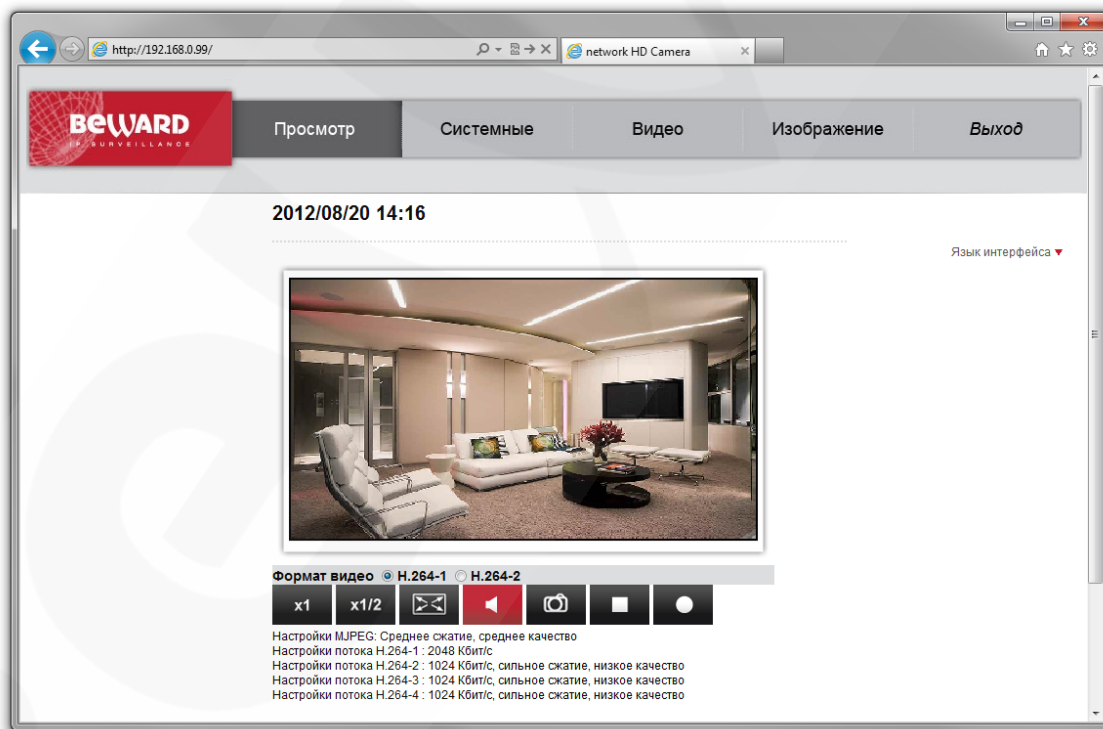 http://192.168.0.99/
network HD Camera
BEWARD
IP SURVEILLANCE
Просмотр
Системные
Видео
Изображение
Выход
2012/08/20 14:16
Язык интерфейса
Формат видео H.264-1 H.264-2
x1 x1/2
Настройки MJPEG: Среднее сжатие, среднее качество
Настройки потока H.264-1 : 2048 Кбит/с
Настройки потока H.264-2 : 1024 Кбит/с, сильное сжатие, низкое качество
Настройки потока H.264-3 : 1024 Кбит/с, сильное сжатие, низкое качество
Настройки потока H.264-4 : 1024 Кбит/с, сильное сжатие, низкое качество